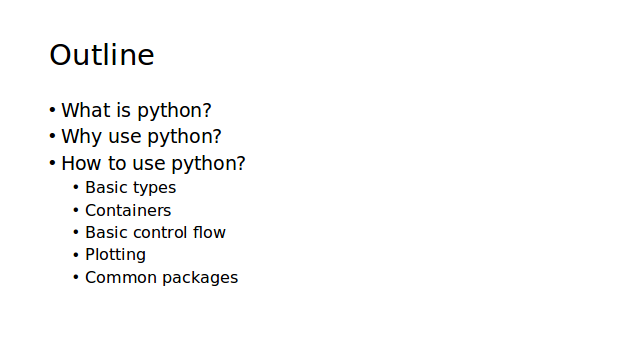 Outline
• What is python?
• Why use python?
• How to use python?
• Basic types
• Containers
• Basic control flow
• Plotting
• Common packages